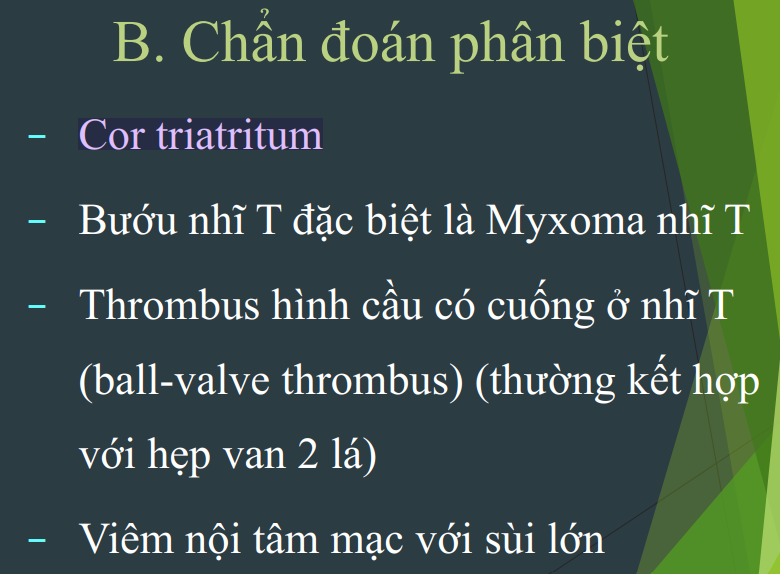 B. Chẩn đoán phân biệt
– Cor triatritum
– Bướu nhĩ T đặc biệt là Myxoma nhĩ T
– Thrombus hình cầu có cuống ở nhĩ T
(ball-valve thrombus) (thường kết hợp
với hẹp van 2 lá)
– Viêm nội tâm mạc với sùi lớn